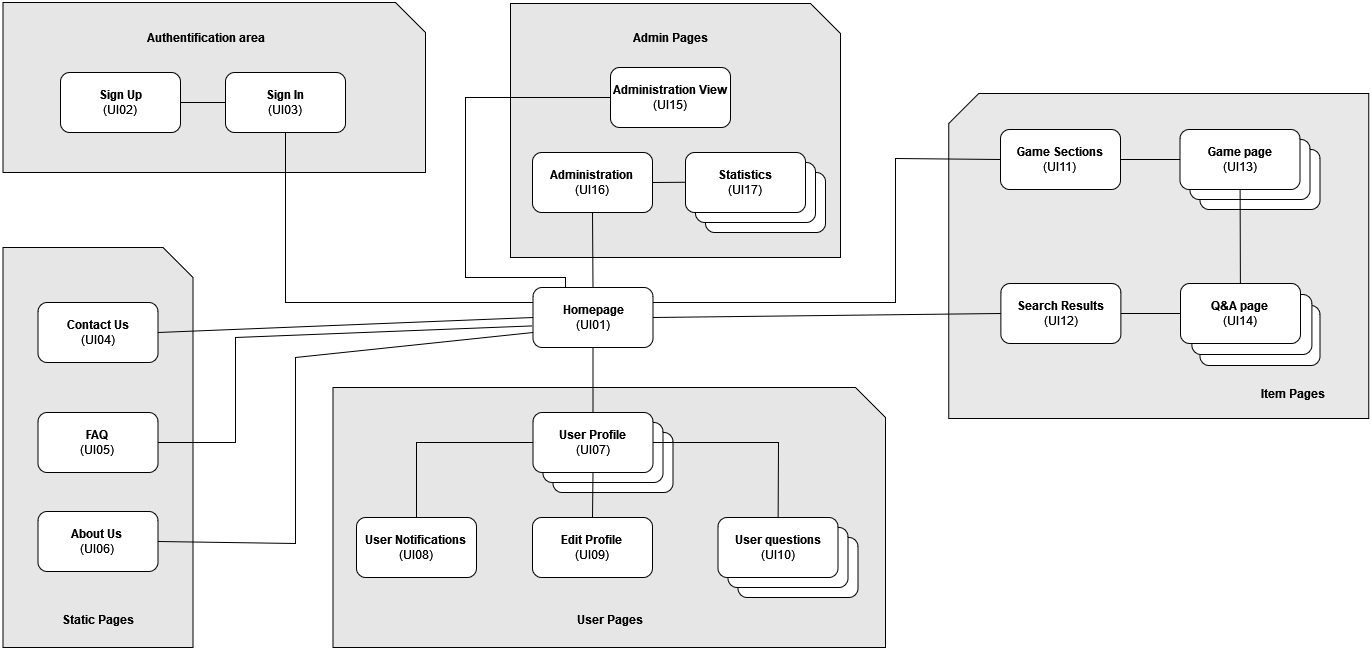 Authentification area
Sign Up
(UI02)
Sign In
(UI03)
Admin Pages
Administration View
(UI15)
Administration
(UI16)
Statistics
(UI17)
Game Sections
(UI11)
Game page
(UI13)
Search Results
(UI12)
Q&A page
(UI14)
Item Pages
Homepage
(UI01)
Contact Us
(UI04)
FAQ
(UI05)
About Us
(UI06)
Static Pages
User Profile
(UI07)
User Notifications
(UI08)
Edit Profile
(UI09)
User questions
(UI10)
User Pages